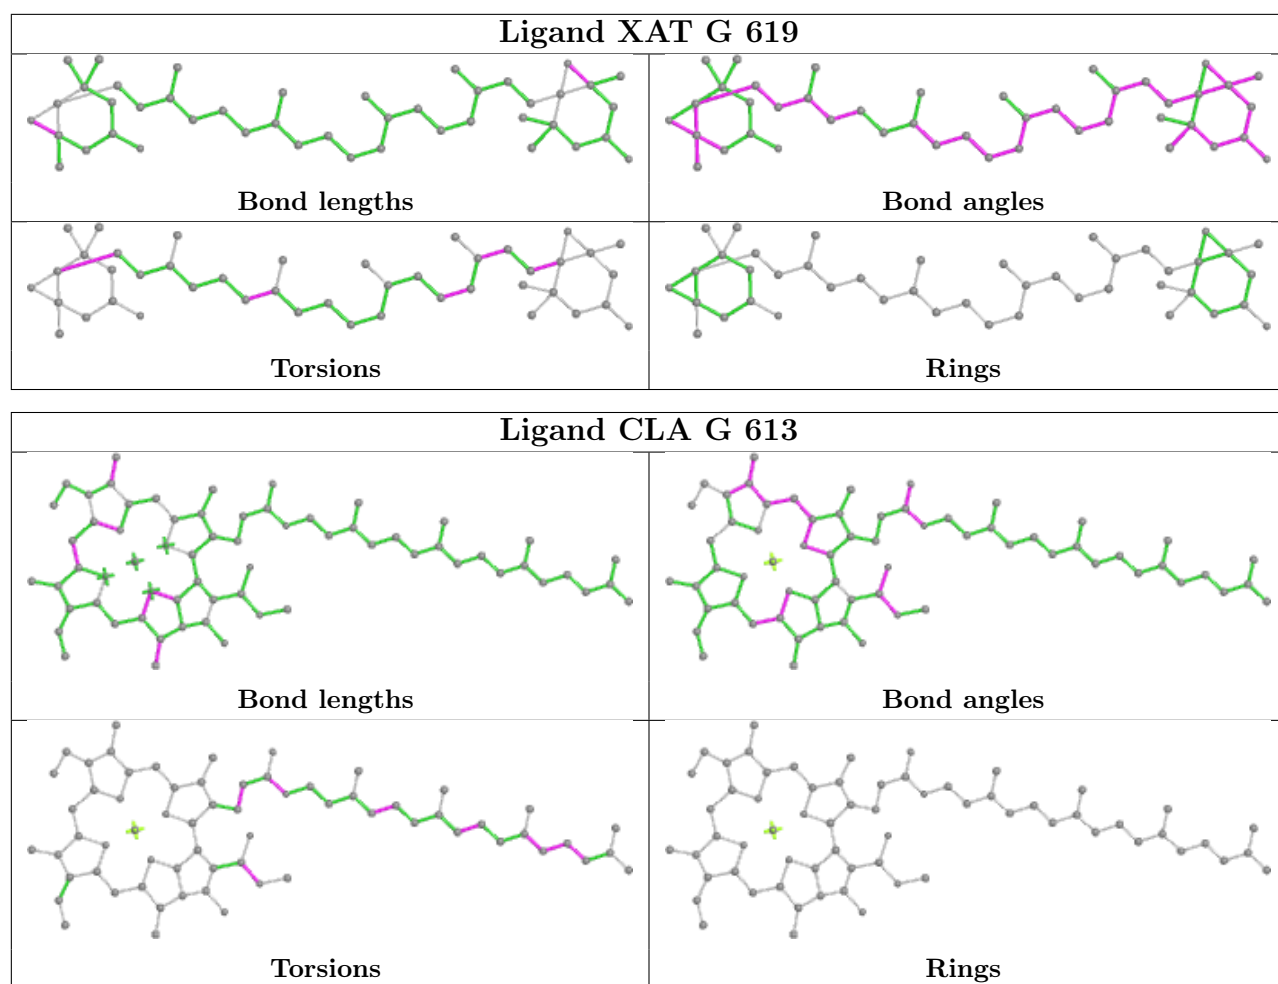 Ligand XAT G 619
Bond lengths
Bond angles
Torsions
Rings
Ligand CLA G 613
Bond lengths
Bond angles
Torsions
Rings